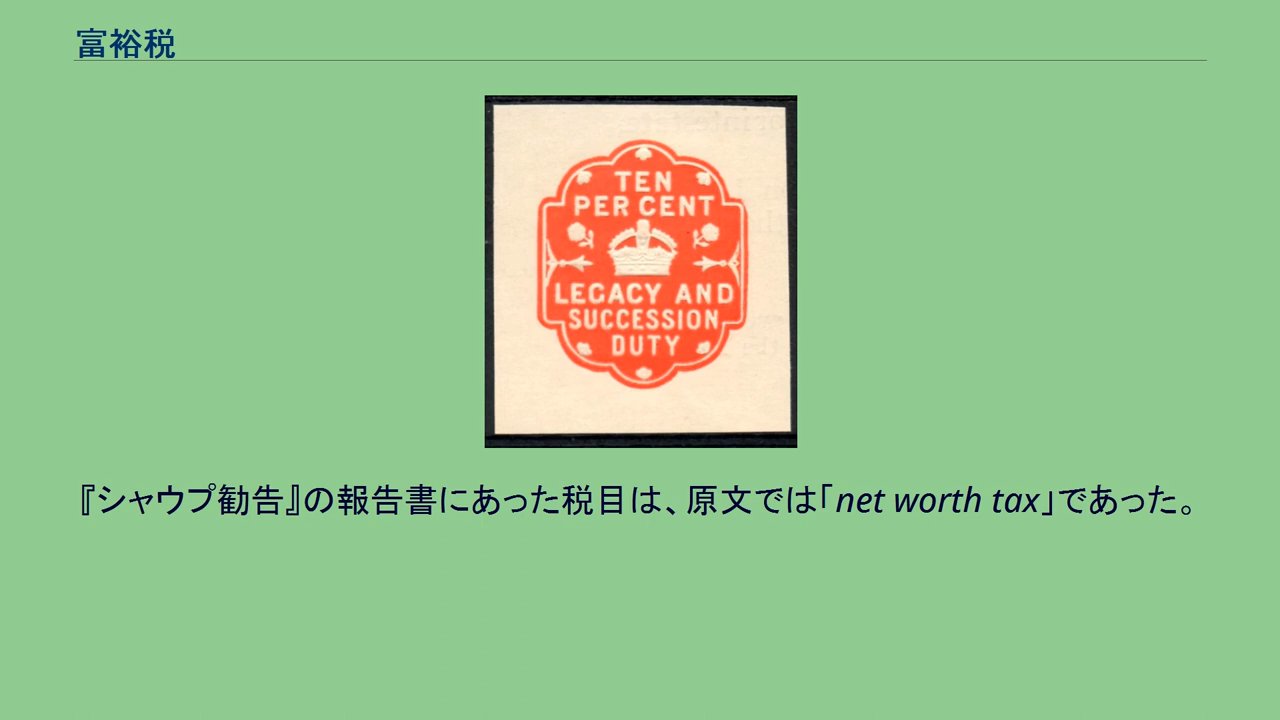 富裕税
TEN
PER CENT
LEGACY AND
SUCCESSION
DUTY
『シャウプ勧告』の報告書にあった税目は、原文では「net worth tax」であった。